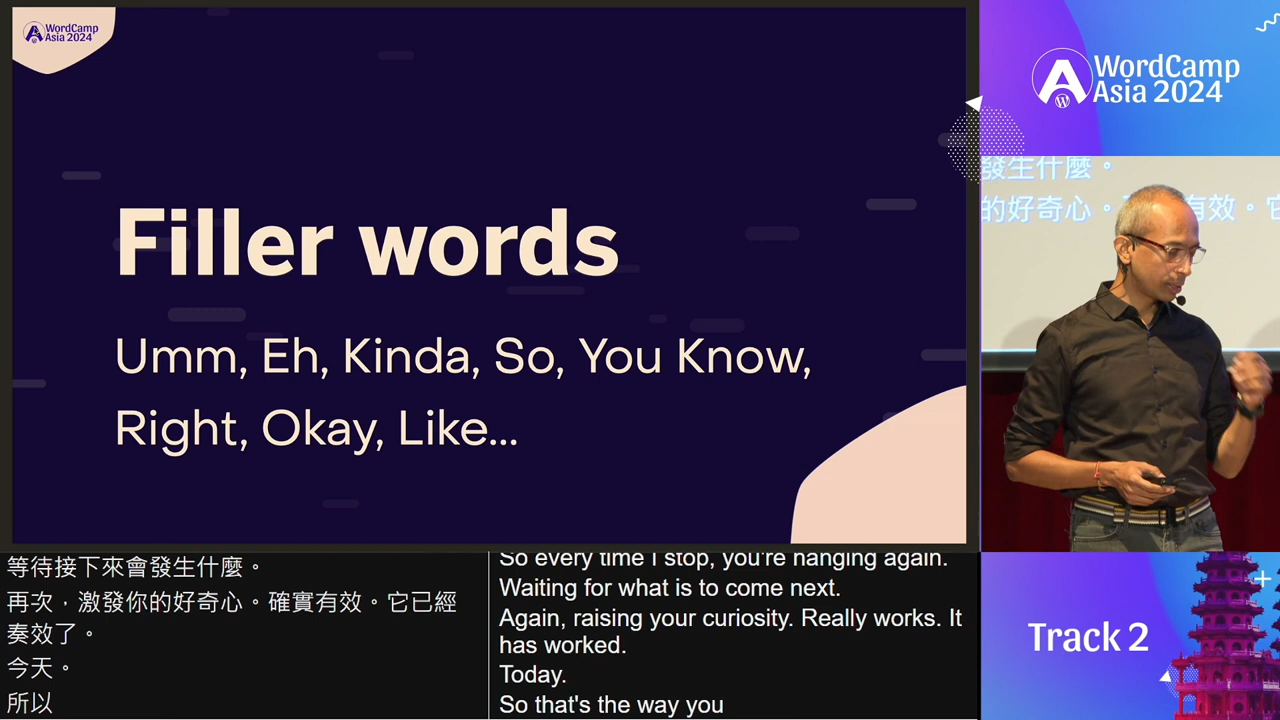 WordCamp
Asia 2024
Filler words
Umm, Eh, Kinda, So, You Know,
Right, Okay, Like...
WordCamp
Asia 2024
發生什麼。
的好奇心。
有效。它
等待接下來會發生什麼。
再次，激發你的好奇心。確實有效。它已經
奏效了。
今天。
所以
So every time I stop, you're hanging again.
Waiting for what is to come next.
Again, raising your curiosity. Really works. It
has worked.
Today.
So that's the way you
Track 2